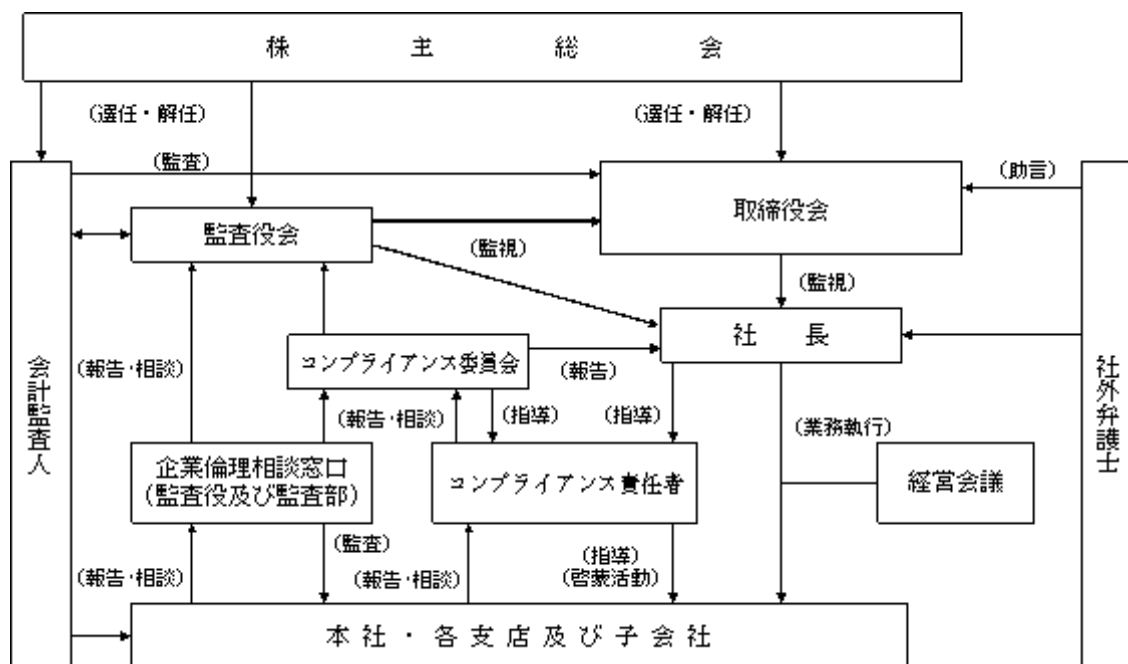 株主総会
(選任・解任)
(選任・解任)
(監査)
(助言)
取締役会
監査役会
(監視)
(監視)
社長
コンプライアンス委員会
(報告)
会計監査人
(報告・相談)
(報告・相談)
(指導)
(指導)
(業務執行)
社外弁護士
企業倫理相談窓口
(監査役及び監査部)
コンプライアンス責任者
経営会議
(監査)
(報告・相談)
(報告・相談)
(指導)
(啓蒙活動)
本社・各支店及び子会社